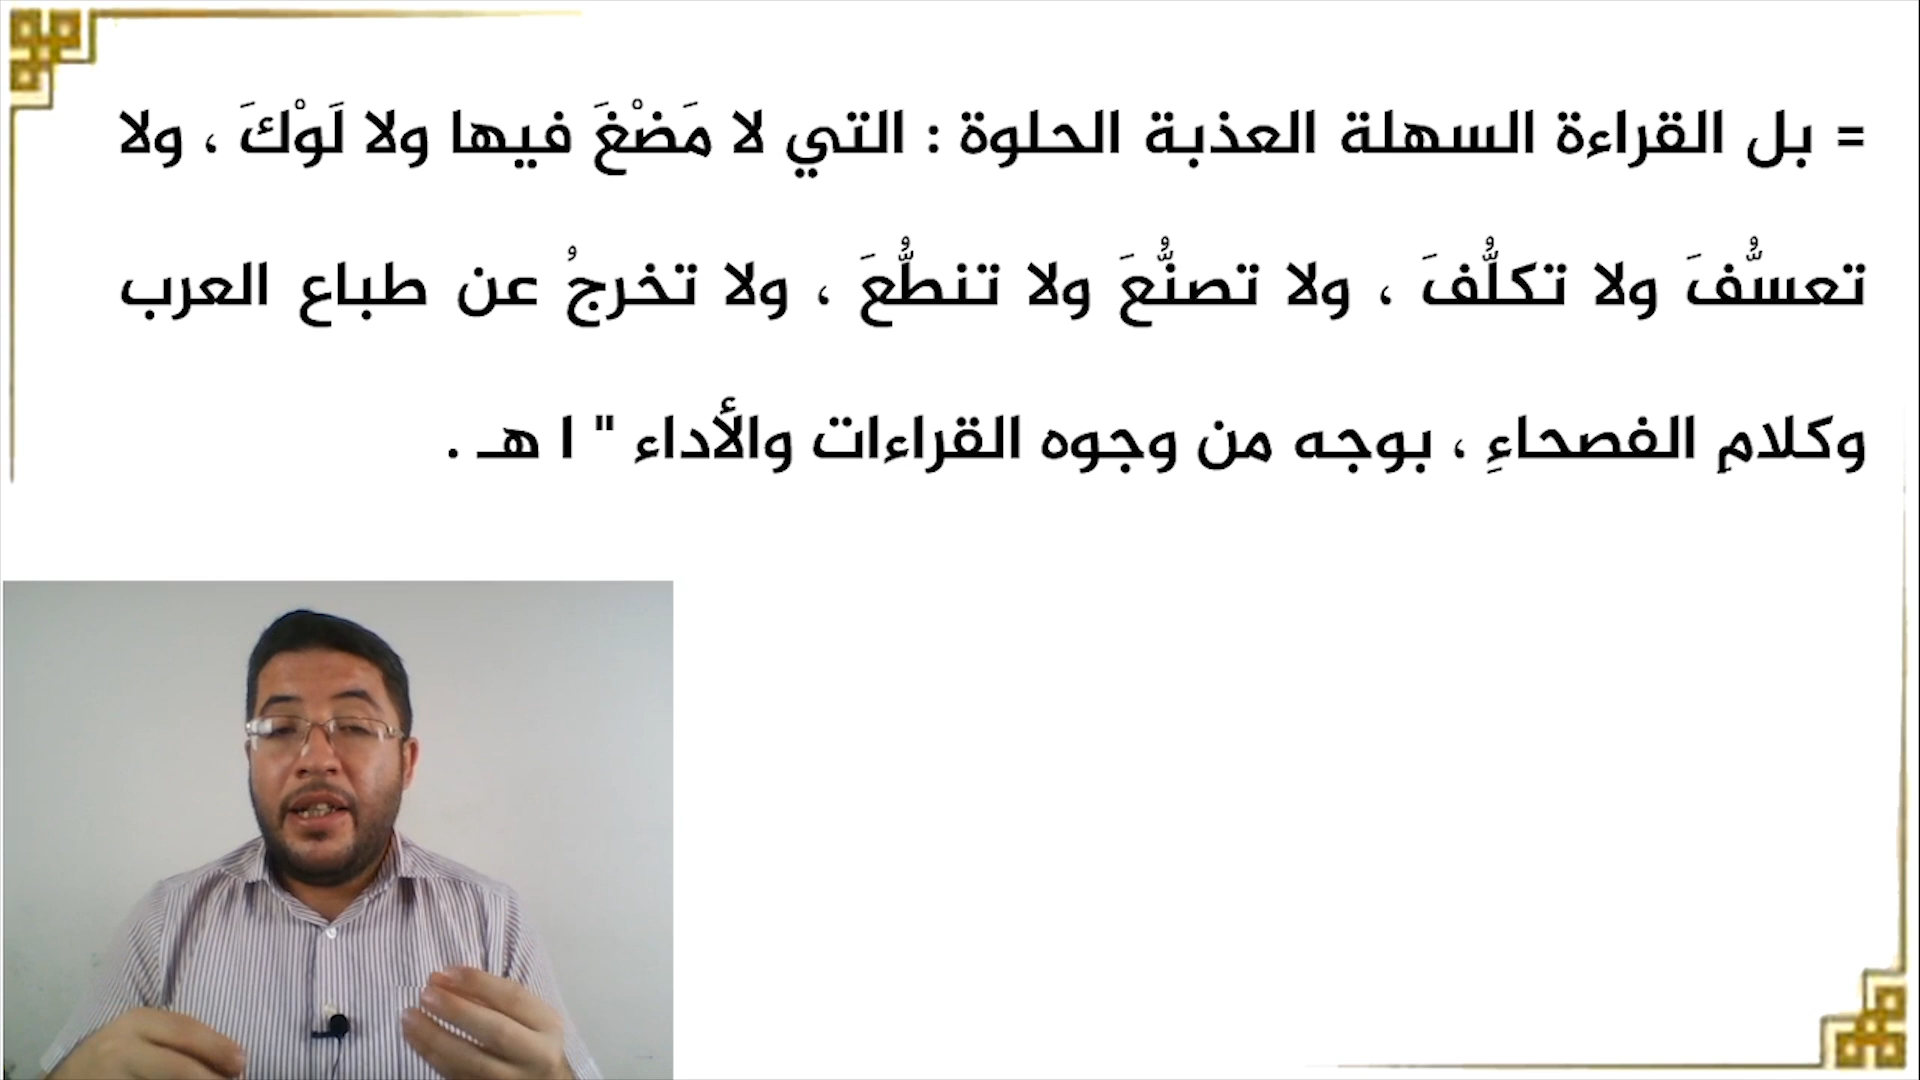 = بل القراءة السهلة العذبة الحلوة : التي لا مَضْغَ فيها ولا لَوْكَ ، ولا
تعسُّفَ ولا تكلُّفَ ، ولا تصنُّعَ ولا تنطُّعَ ، ولا تخرجُ عن طباع العرب
وكلامِ الفصحاءِ ، بوجه من وجوه القراءات والأداء " ا هـ .